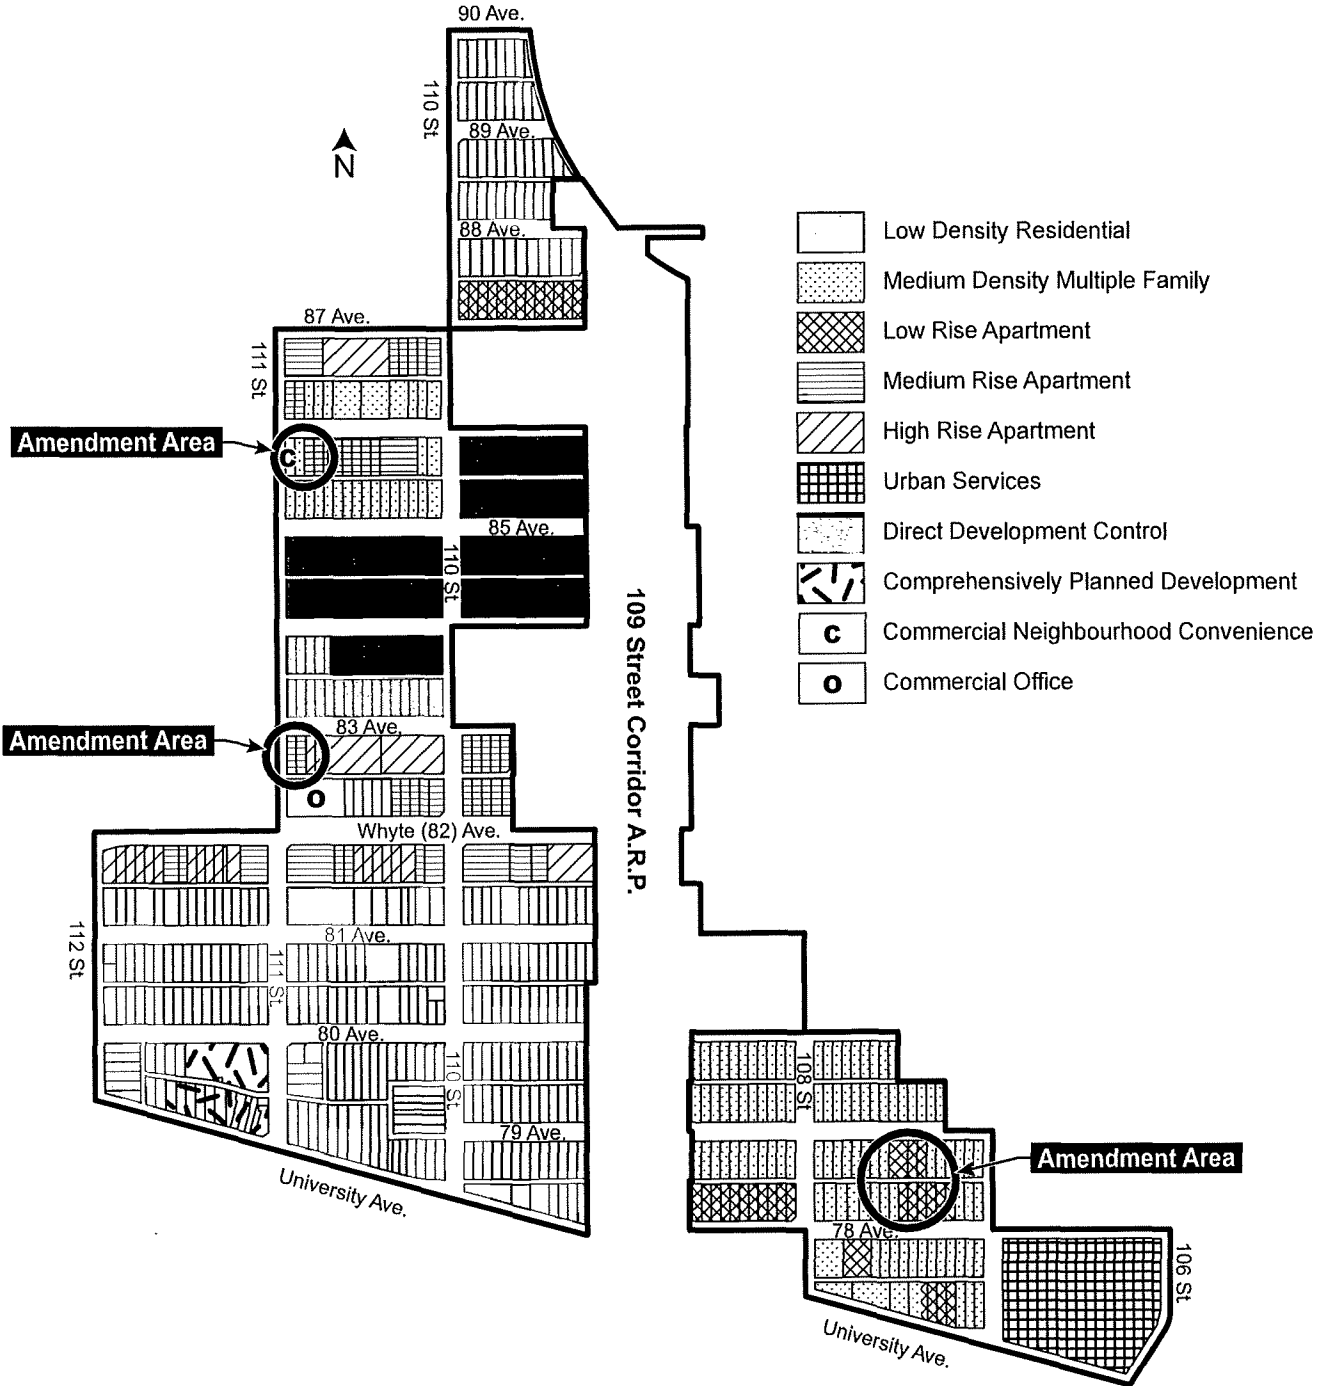 90 Ave.
110 St.
N
89 Ave.
88 Ave.
Low Density Residential
Medium Density Multiple Family
Low Rise Apartment
Medium Rise Apartment
High Rise Apartment
Urban Services
Direct Development Control
Comprehensively Planned Development
C Commercial Neighbourhood Convenience
O Commercial Office
87 Ave.
111 St.
Amendment Area
C
85 Ave.
110 St.
109 Street Corridor A.R.P.
83 Ave.
Amendment Area
O
Whyte (82) Ave.
112 St.
81 Ave.
111 St.
80 Ave.
110 St.
108 St.
79 Ave.
Amendment Area
University Ave.
78 Ave.
106 St.
University Ave.